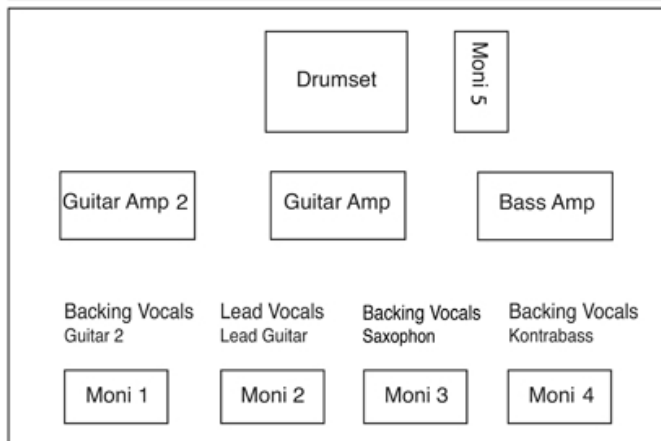 Drumset
Moni 5
Guitar Amp 2
Guitar Amp
Bass Amp
Backing Vocals
Guitar 2
Lead Vocals
Lead Guitar
Backing Vocals
Saxophon
Backing Vocals
Kontrabass
Moni 1
Moni 2
Moni 3
Moni 4